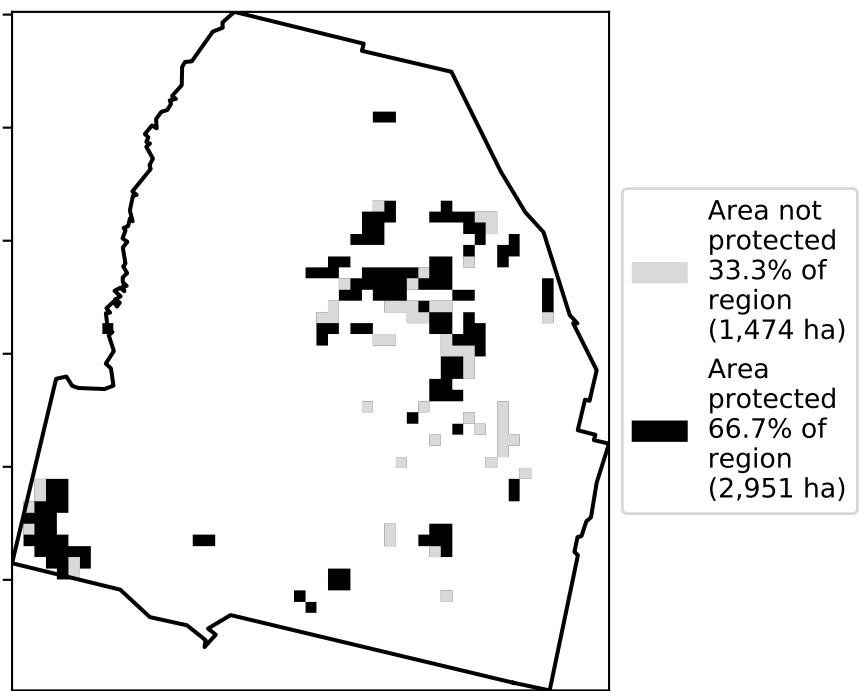 Area not
protected
33.3% of
region
(1,474 ha)
Area
protected
66.7% of
region
(2,951 ha)